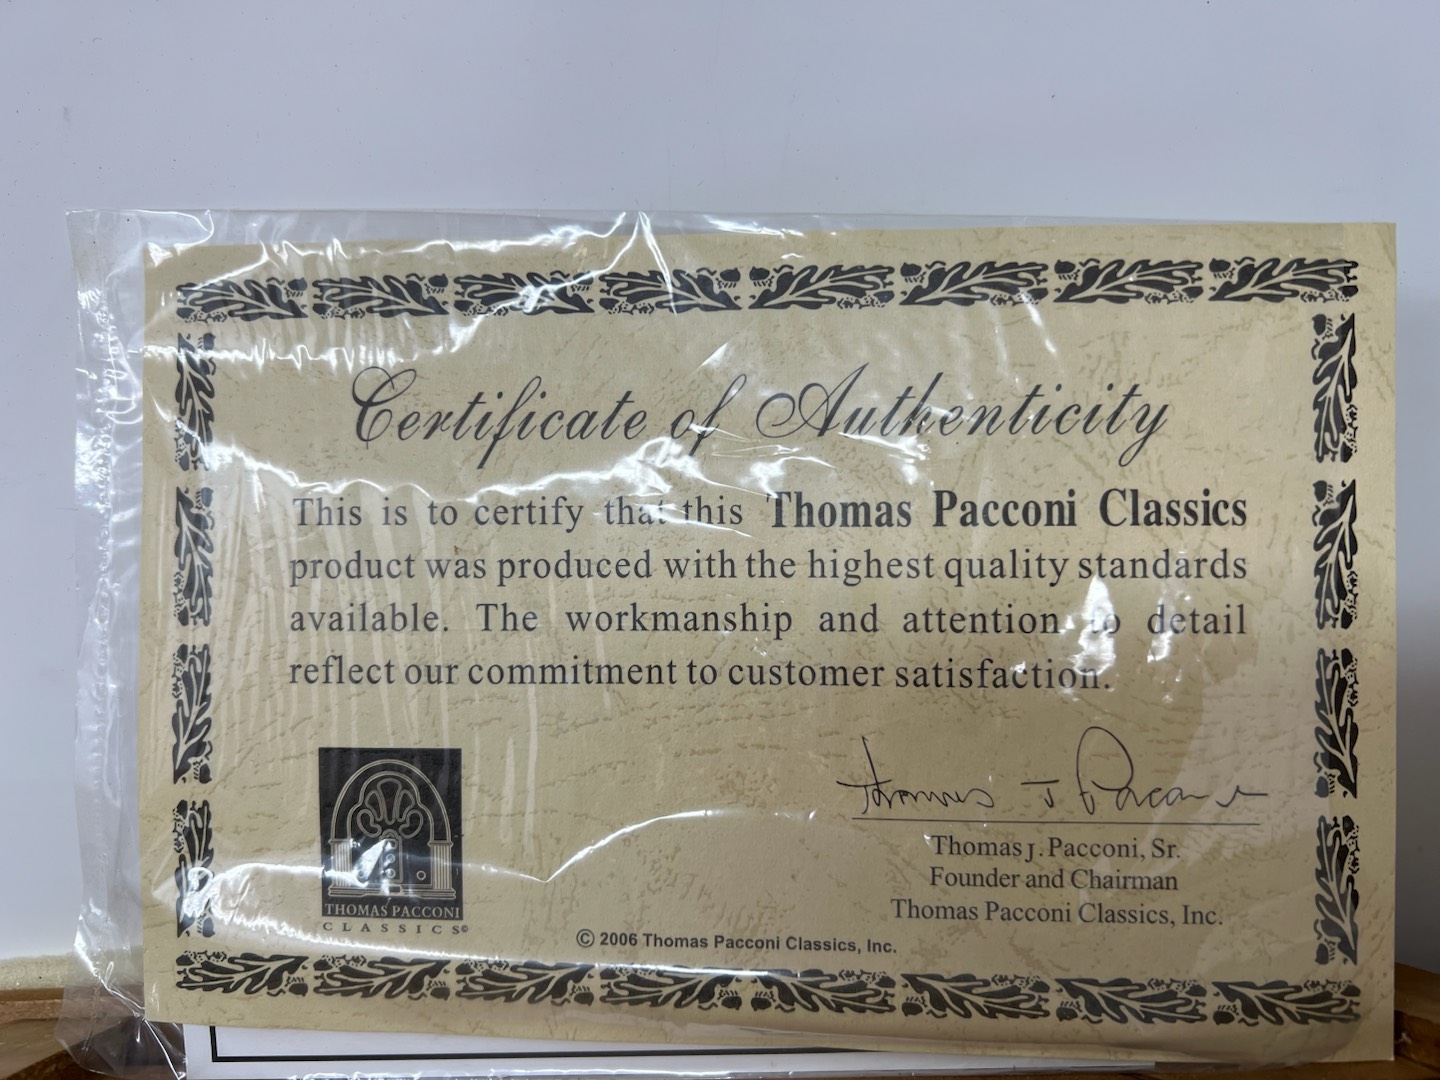 Certificate of Authenticity
This is to certify that this Thomas Pacconi Classics
product was produced with the highest quality standards
available. The workmanship and attention to detail
reflect our commitment to customer satisfaction.
Thomas J Pacconi
Thomas J. Pacconi, Sr.
Founder and Chairman
Thomas Pacconi Classics, Inc.
THOMAS PACCONI
CLASSICS©
© 2006 Thomas Pacconi Classics, Inc.